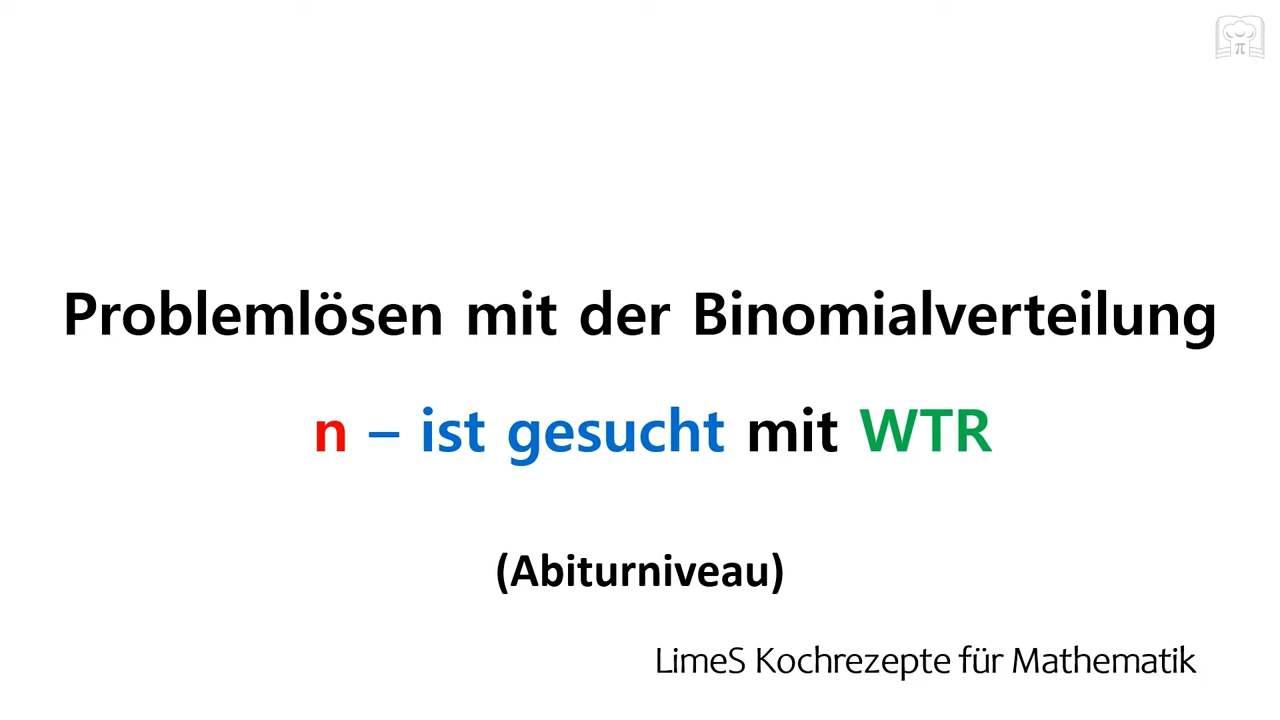 Problemlösen mit der Binomialverteilung
n – ist gesucht mit WTR
(Abiturniveau)
LimeS Kochrezepte für Mathematik
π